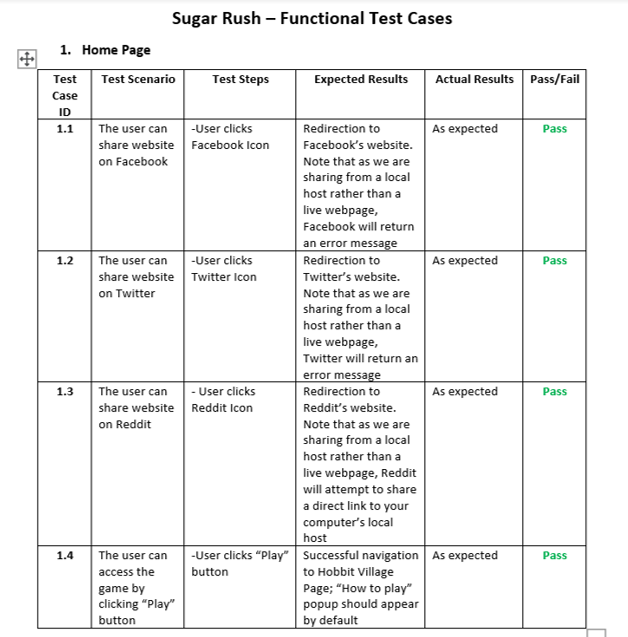 Sugar Rush – Functional Test Cases
1. Home Page
Test Case ID
Test Scenario
Test Steps
Expected Results
Actual Results
Pass/Fail
1.1
The user can
share website
on Facebook
-User clicks
Facebook Icon
Redirection to
Facebook's website.
Note that as we are
sharing from a local
host rather than a
live webpage,
Facebook will return
an error message
As expected
Pass
1.2
The user can
share website
on Twitter
-User clicks
Twitter Icon
Redirection to
Twitter's website.
Note that as we are
sharing from a local
host rather than a
live webpage,
Twitter will return an
error message
As expected
Pass
1.3
The user can
share website
on Reddit
- User clicks
Reddit Icon
Redirection to
Reddit's website.
Note that as we are
sharing from a local
host rather than a
live webpage, Reddit
will attempt to share
a direct link to your
computer's local
host
As expected
Pass
1.4
The user can
access the
game by
clicking "Play"
button
-User clicks "Play"
button
Successful navigation
to Hobbit Village
Page; "How to play"
popup should appear
by default
As expected
Pass